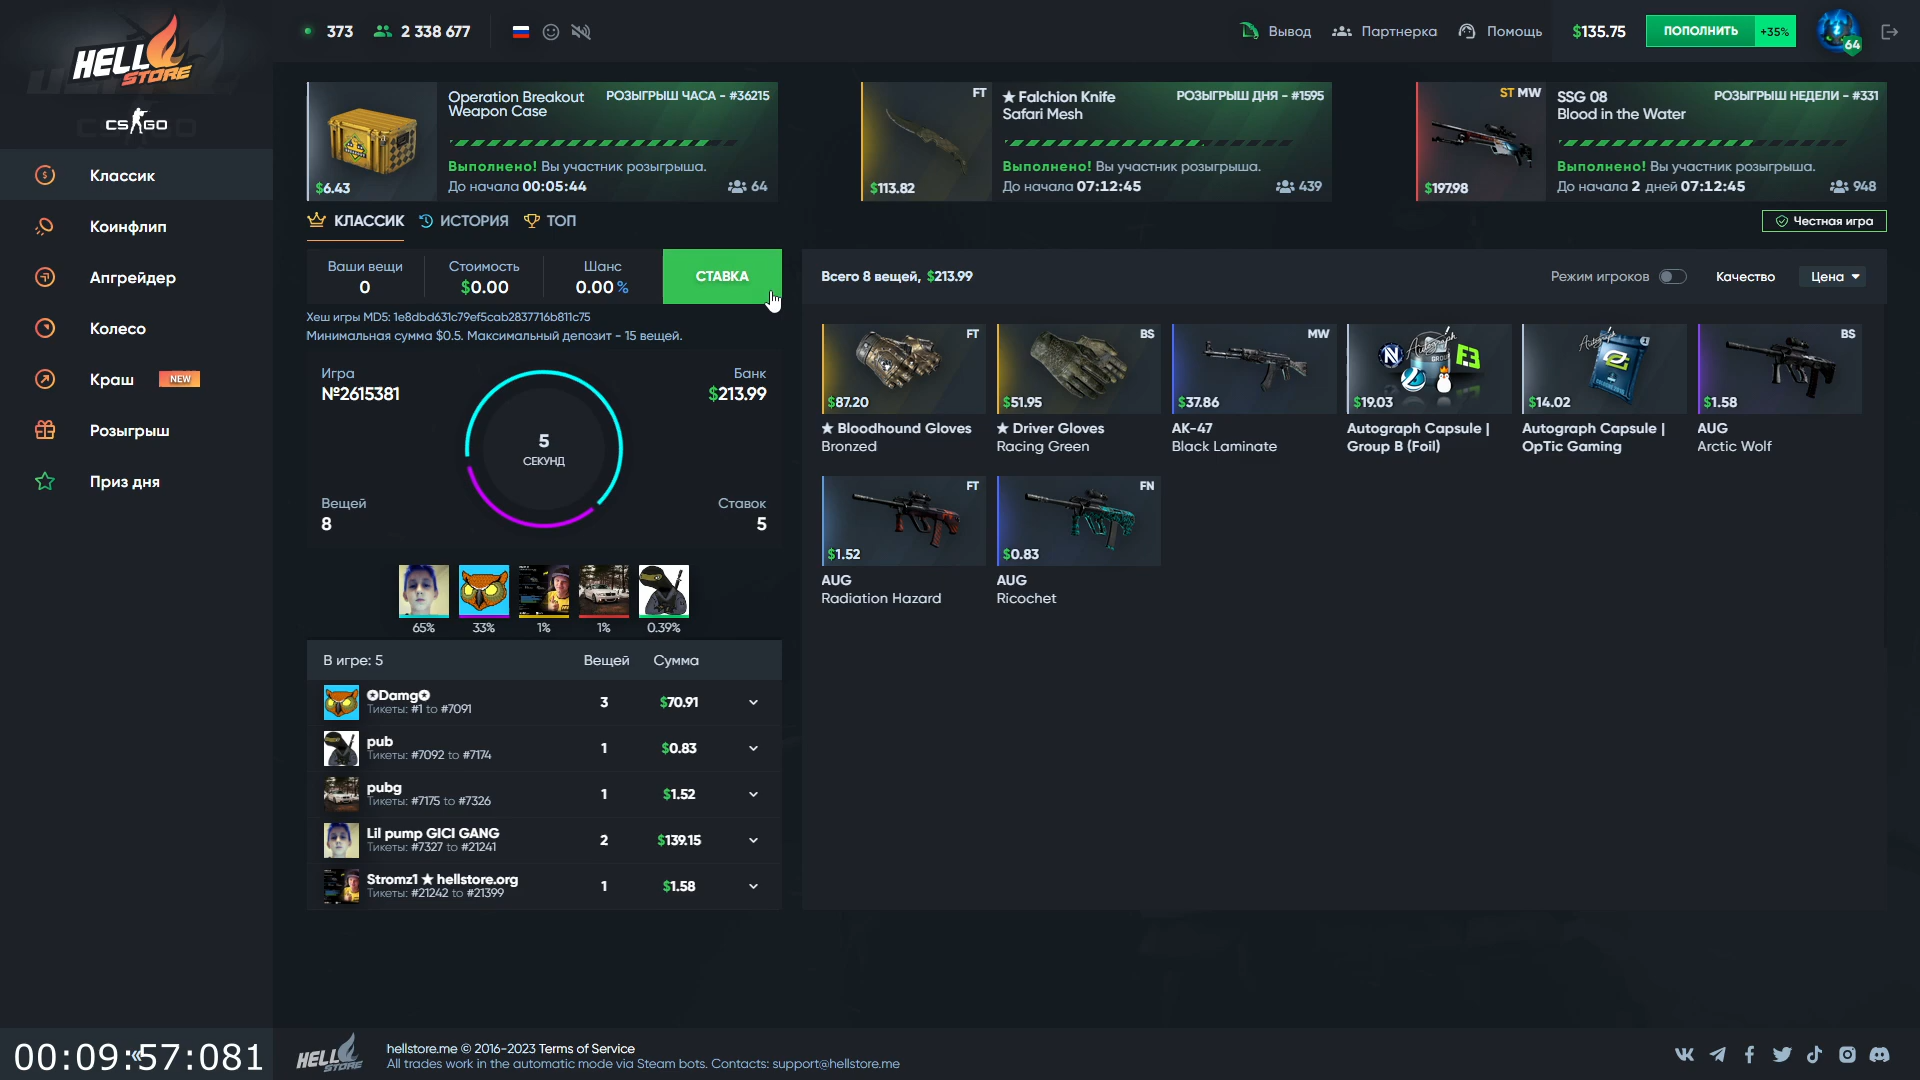 HELL
STORE
CS GO
Классик
Коинфлип
Апгрейдер
Колесо
Краш NEW
Розыгрыш
Приз дня
373 2 338 677
Вывод Партнерка Помощь $135.75 ПОПОЛНИТЬ +35% 64
Operation Breakout
Weapon Case
РОЗЫГРЫШ ЧАСА - #36215
Выполнено! Вы участник розыгрыша.
До начала 00:05:44 64
$6.43
FT
★ Falchion Knife
Safari Mesh
РОЗЫГРЫШ ДНЯ - #1595
Выполнено! Вы участник розыгрыша.
До начала 07:12:45 439
$113.82
ST MW
SSG 08
Blood in the Water
РОЗЫГРЫШ НЕДЕЛИ - #331
Выполнено! Вы участник розыгрыша.
До начала 2 дней 07:12:45 948
$197.98
КЛАССИК ИСТОРИЯ ТОП
Честная игра
Ваши вещи Стоимость Шанс
0 $0.00 0.00 %
СТАВКА
Хеш игры MD5: 1e8dbd631c79ef5cab2837716b811c75
Минимальная сумма $0.5. Максимальный депозит - 15 вещей.
Игра
№2615381
Банк
$213.99
5
СЕКУНД
Вещей
8
Ставок
5
65% 33% 1% 1% 0.39%
В игре: 5 Вещей Сумма
✪Damg✪
Тикеты: #1 to #7091
3 $70.91
pub
Тикеты: #7092 to #7174
1 $0.83
pubg
Тикеты: #7175 to #7326
1 $1.52
Lil pump GICI GANG
Тикеты: #7327 to #21241
2 $139.15
Stromz1 ★ hellstore.org
Тикеты: #21242 to #21399
1 $1.58
Всего 8 вещей, $213.99
Режим игроков Качество Цена
FT
$87.20
★ Bloodhound Gloves
Bronzed
BS
$51.95
★ Driver Gloves
Racing Green
MW
$37.86
AK-47
Black Laminate
$19.03
Autograph Capsule |
Group B (Foil)
$14.02
Autograph Capsule |
OpTic Gaming
BS
$1.58
AUG
Arctic Wolf
FT
$1.52
AUG
Radiation Hazard
FN
$0.83
AUG
Ricochet
00:09:57:081
HELL
STORE
hellstore.me © 2016-2023 Terms of Service
All trades work in the automatic mode via Steam bots. Contacts: support@hellstore.me